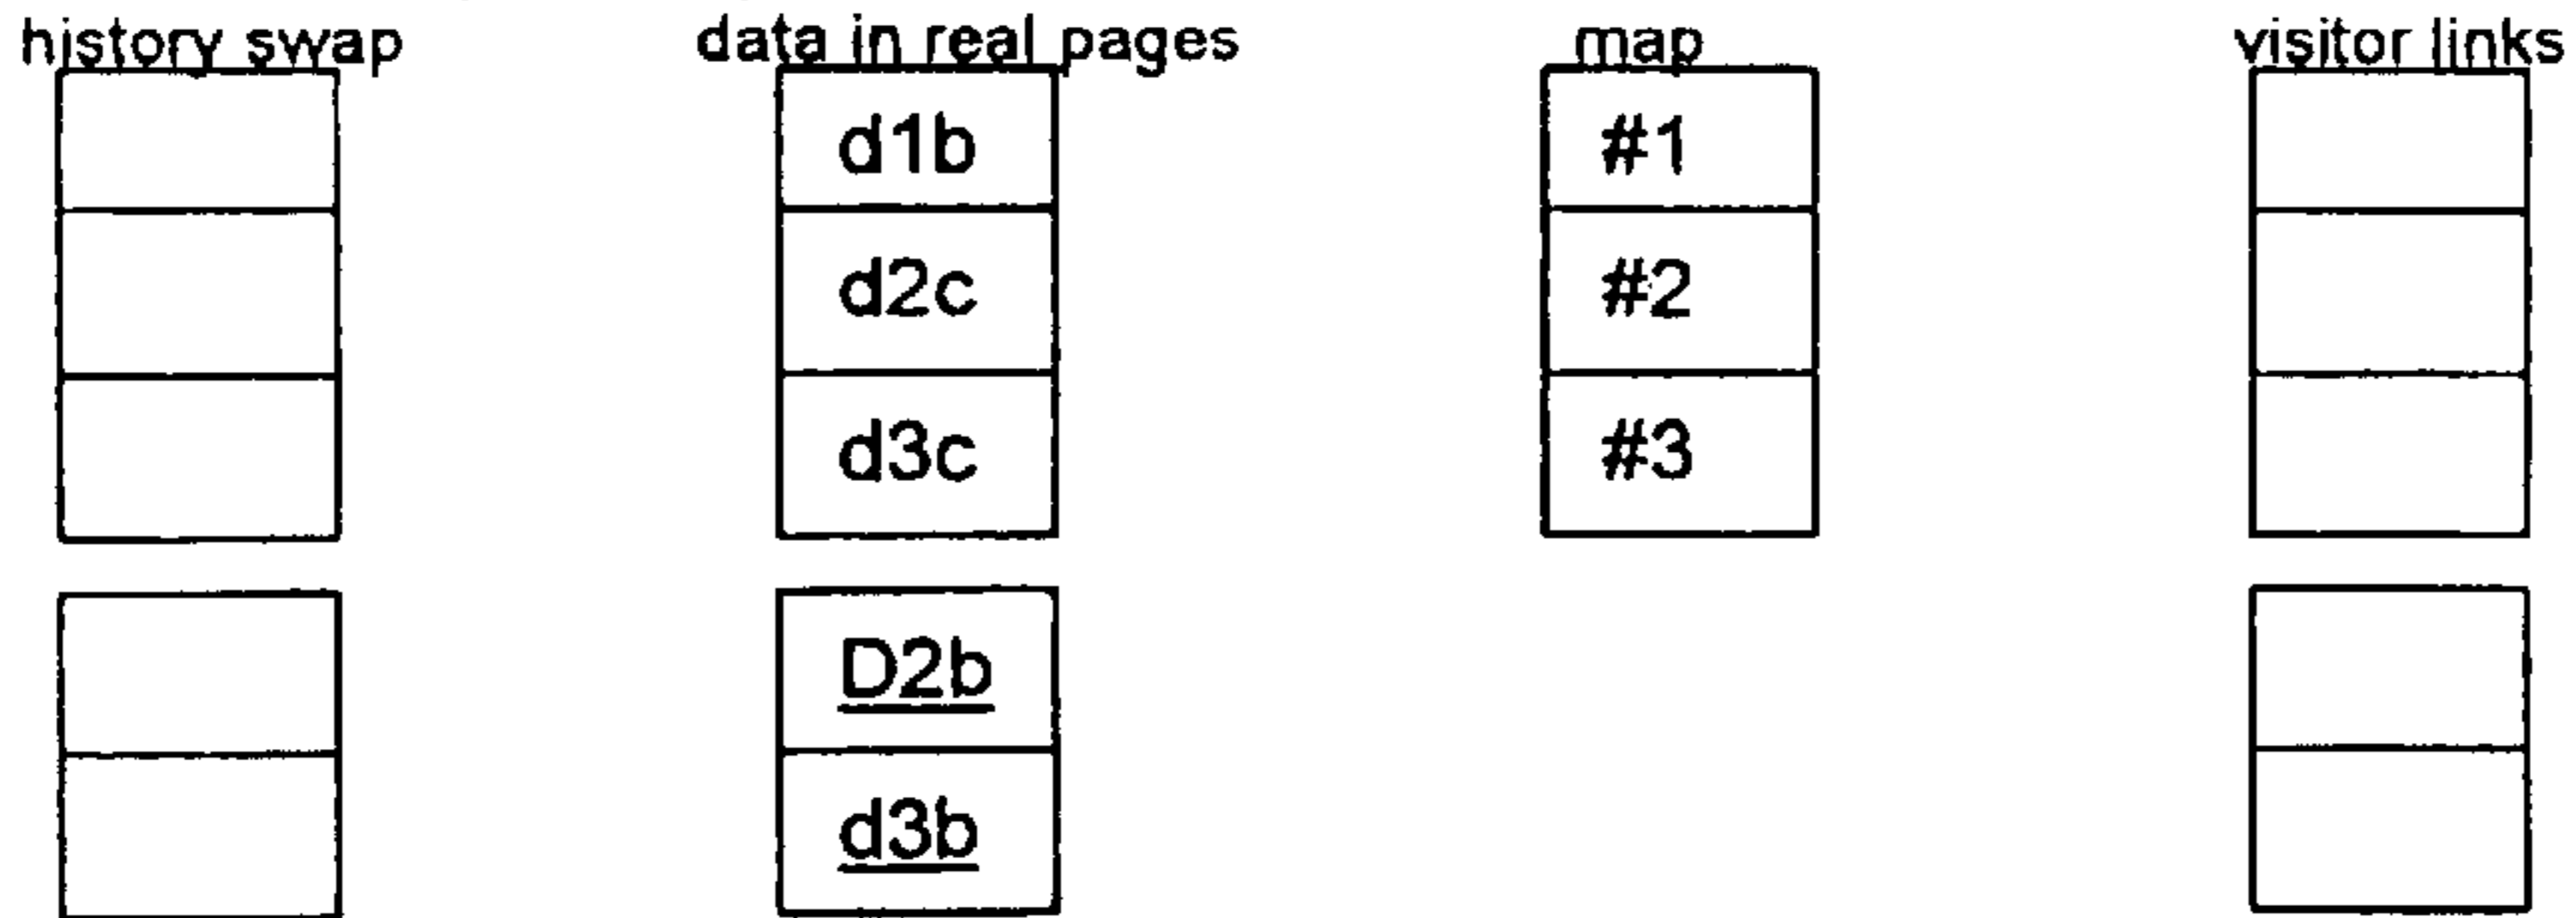 history swap data in real pages map visitor links
d1b #1
d2c #2
d3c #3
D2b
d3b